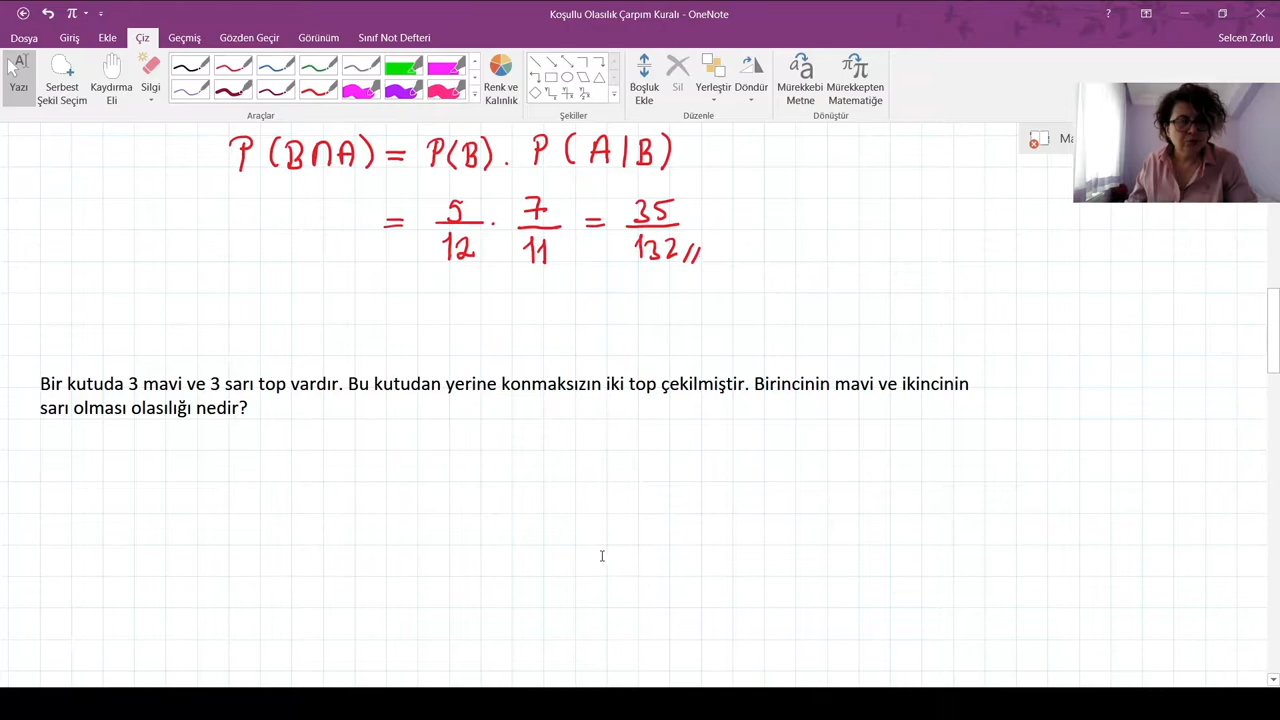 Koşullu Olasılık Çarpım Kuralı - OneNote
Dosya Giriş Ekle Çiz Geçmiş Gözden Geçir Görünüm Sınıf Not Defteri
Selcen Zorlu
Yazı
Serbest Şekil Seçim
Kaydırma Eli
Silgi
Renk ve Kalınlık
Boşluk Ekle
Sil
Yerleştir
Döndür
Mürekkebi Metne
Mürekkepten Matematiğe
Araçlar Şekiller Düzenle Dönüştür
P(B∩A) = P(B) . P(A|B)
= 5/12 . 7/11 = 35/132 //
Bir kutuda 3 mavi ve 3 sarı top vardır. Bu kutudan yerine konmaksızın iki top çekilmiştir. Birincinin mavi ve ikincinin
sarı olması olasılığı nedir?